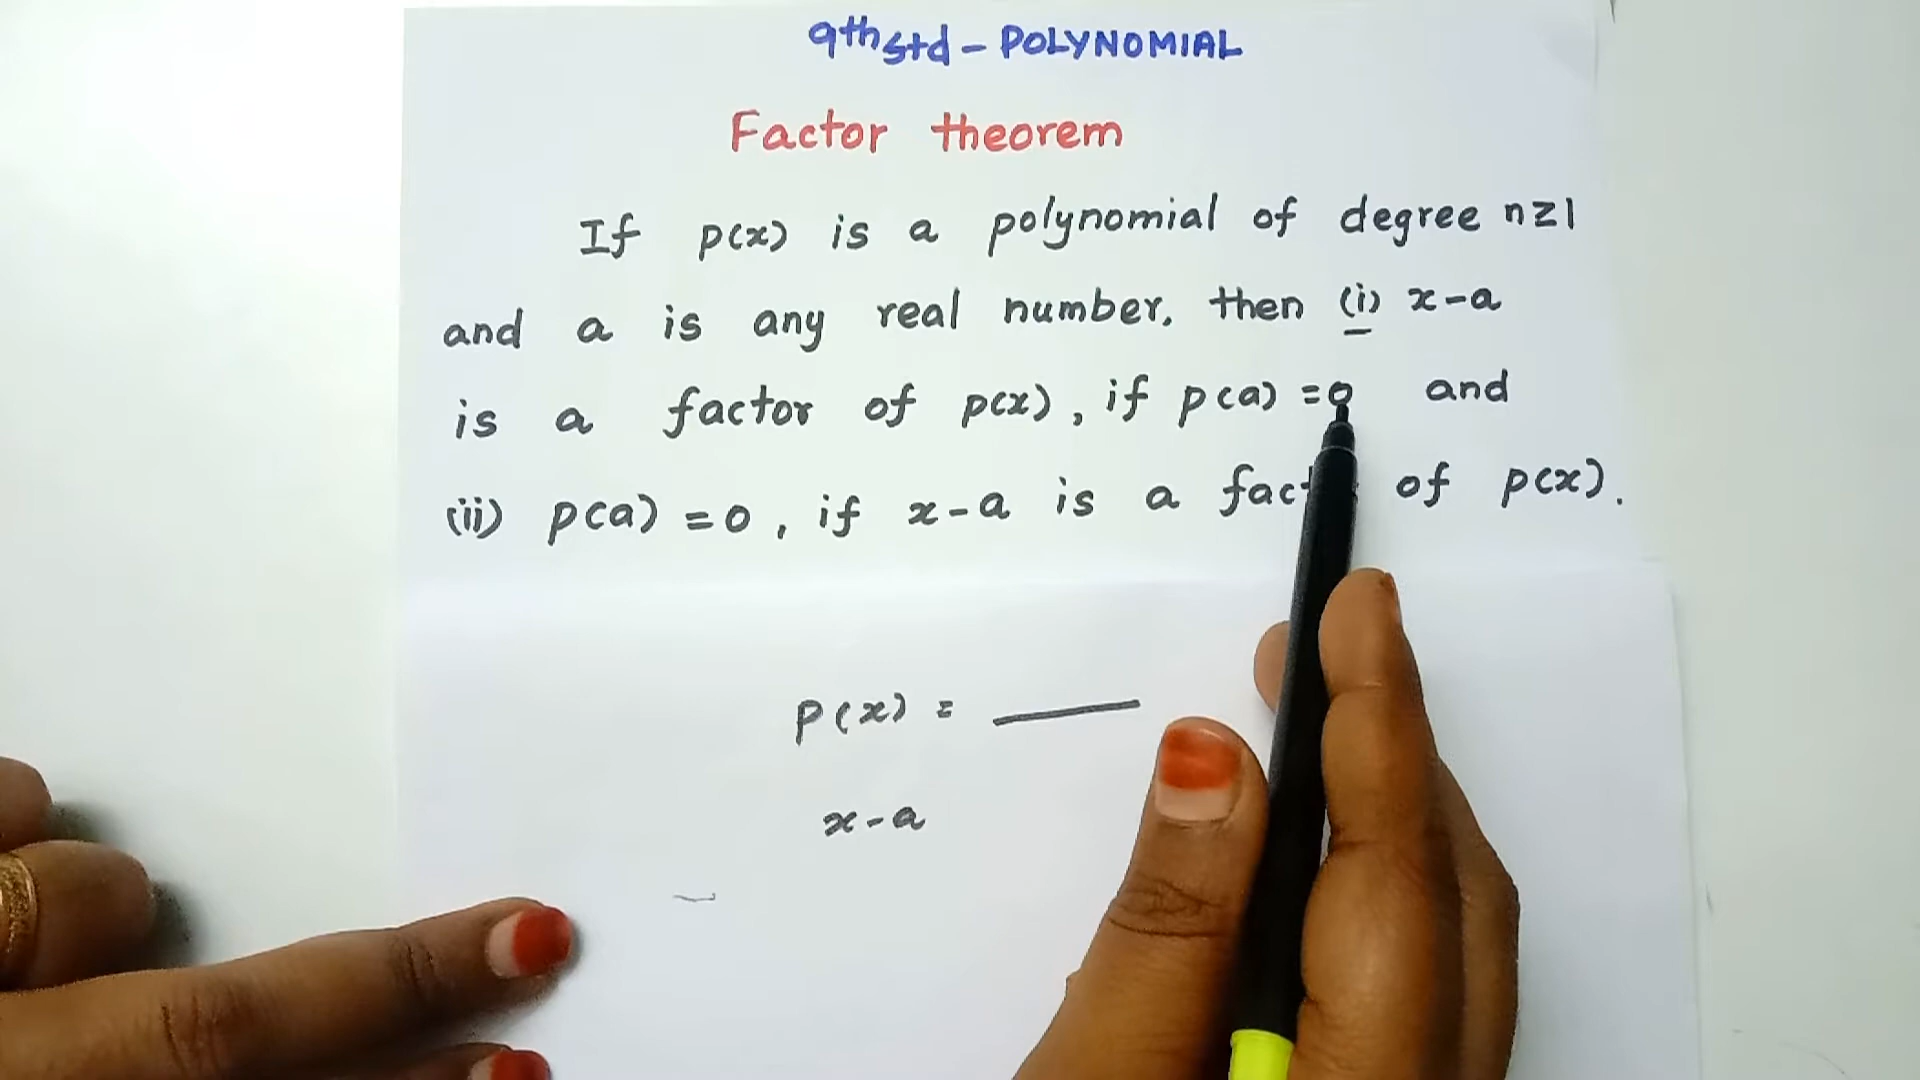 9th std - POLYNOMIAL
Factor theorem
If p(x) is a polynomial of degree n≥1
and a is any real number, then (i) x-a
is a factor of p(x), if p(a) =0 and
(ii) p(a) =0, if x-a is a fact of p(x).
P(x) =
x-a